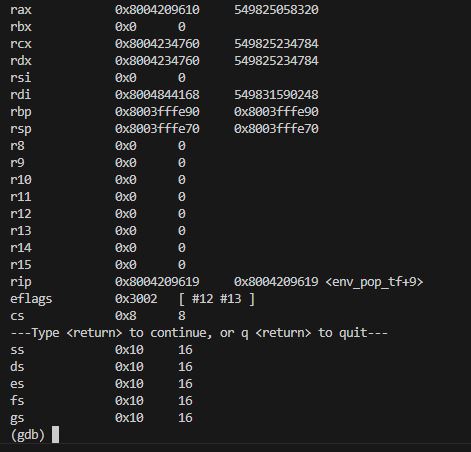 rax 0x8004209610 549825058320
rbx 0x0 0
rcx 0x8004234760 549825234784
rdx 0x8004234760 549825234784
rsi 0x0 0
rdi 0x8004844168 549831590248
rbp 0x8003fffe90 0x8003fffe90
rsp 0x8003fffe70 0x8003fffe70
r8 0x0 0
r9 0x0 0
r10 0x0 0
r11 0x0 0
r12 0x0 0
r13 0x0 0
r14 0x0 0
r15 0x0 0
rip 0x8004209619 0x8004209619 <env_pop_tf+9>
eflags 0x3002 [ #12 #13 ]
cs 0x8 8
---Type <return> to continue, or q <return> to quit---
ss 0x10 16
ds 0x10 16
es 0x10 16
fs 0x10 16
gs 0x10 16
(gdb)